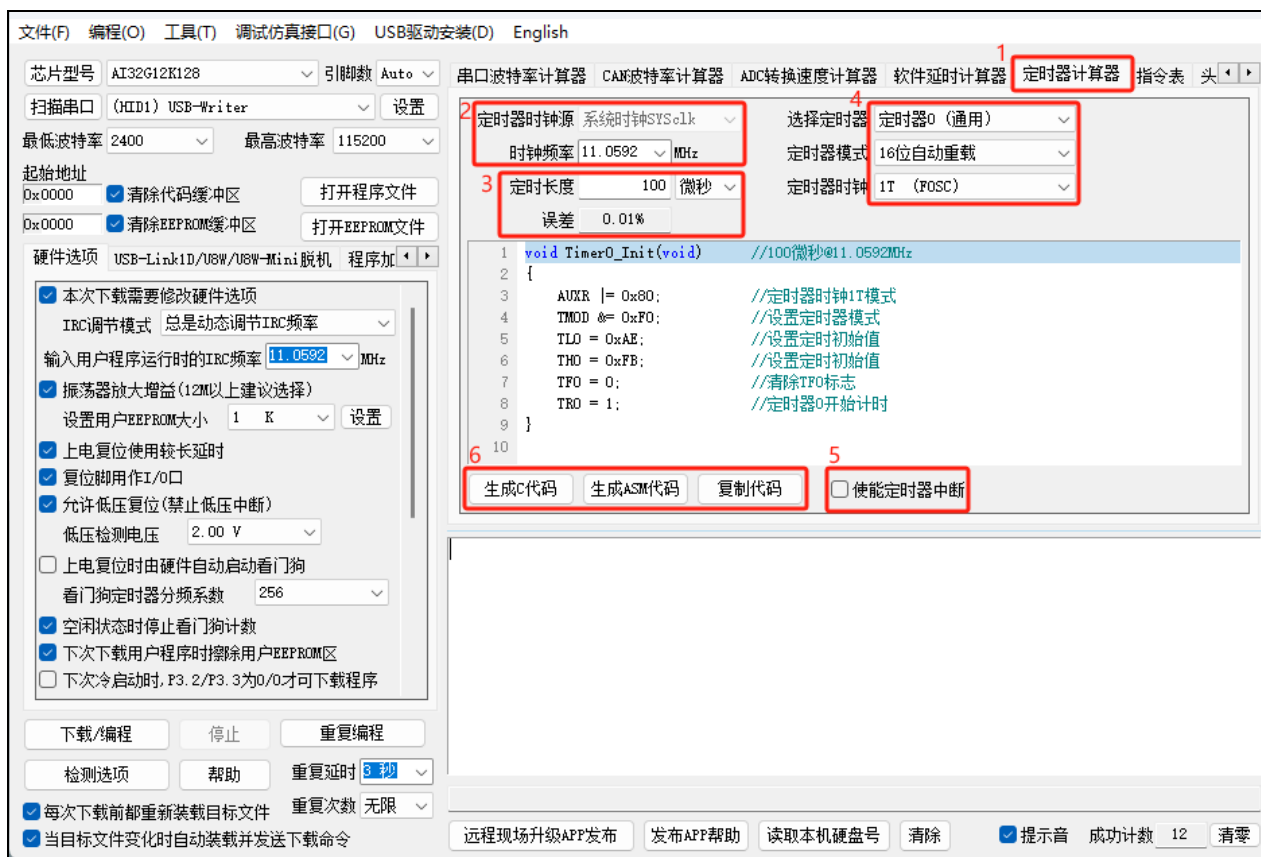 文件(F) 编程(O) 工具(T) 调试仿真接口(G) USB驱动安装(D) English
芯片型号 AI32G12K128 引脚数 Auto
扫描串口 (HID1) USB-Writer 设置
最低波特率 2400 最高波特率 115200
起始地址
0x0000 清除代码缓冲区 打开程序文件
0x0000 清除EEPROM缓冲区 打开EEPROM文件
硬件选项 USB-Link1D/U8W/U8W-Mini脱机 程序加
本次下载需要修改硬件选项
IRC调节模式 总是动态调节IRC频率
输入用户程序运行时的IRC频率 11.0592 MHz
振荡器放大增益(12M以上建议选择)
设置用户EEPROM大小 1 K 设置
上电复位使用较长延时
复位脚用作I/O口
允许低压复位(禁止低压中断)
低压检测电压 2.00 V
上电复位时由硬件自动启动看门狗
看门狗定时器分频系数 256
空闲状态时停止看门狗计数
下次下载用户程序时擦除用户EEPROM区
下次冷启动时,P3.2/P3.3为0/0才可下载程序
下载/编程 停止 重复编程
检测选项 帮助 重复延时 3 秒
每次下载前都重新装载目标文件 重复次数 无限
当目标文件变化时自动装载并发送下载命令
1
串口波特率计算器 CAN波特率计算器 ADC转换速度计算器 软件延时计算器 定时器计算器 指令表 头
2 定时器时钟源 系统时钟SYSclk 4 选择定时器 定时器0 (通用)
时钟频率 11.0592 MHz 定时器模式 16位自动重载
3 定时长度 100 微秒 定时器时钟 1T (FOSC)
误差 0.01%
1 void Timer0_Init(void) //100微秒@11.0592MHz
2 {
3 AUXR |= 0x80; //定时器时钟1T模式
4 TMOD &= 0xF0; //设置定时器模式
5 TL0 = 0xAE; //设置定时初始值
6 TH0 = 0xFB; //设置定时初始值
7 TF0 = 0; //清除TF0标志
8 TR0 = 1; //定时器0开始计时
9 }
10
6 5
生成C代码 生成ASM代码 复制代码 使能定时器中断
远程现场升级APP发布 发布APP帮助 读取本机硬盘号 清除 提示音 成功计数 12 清零